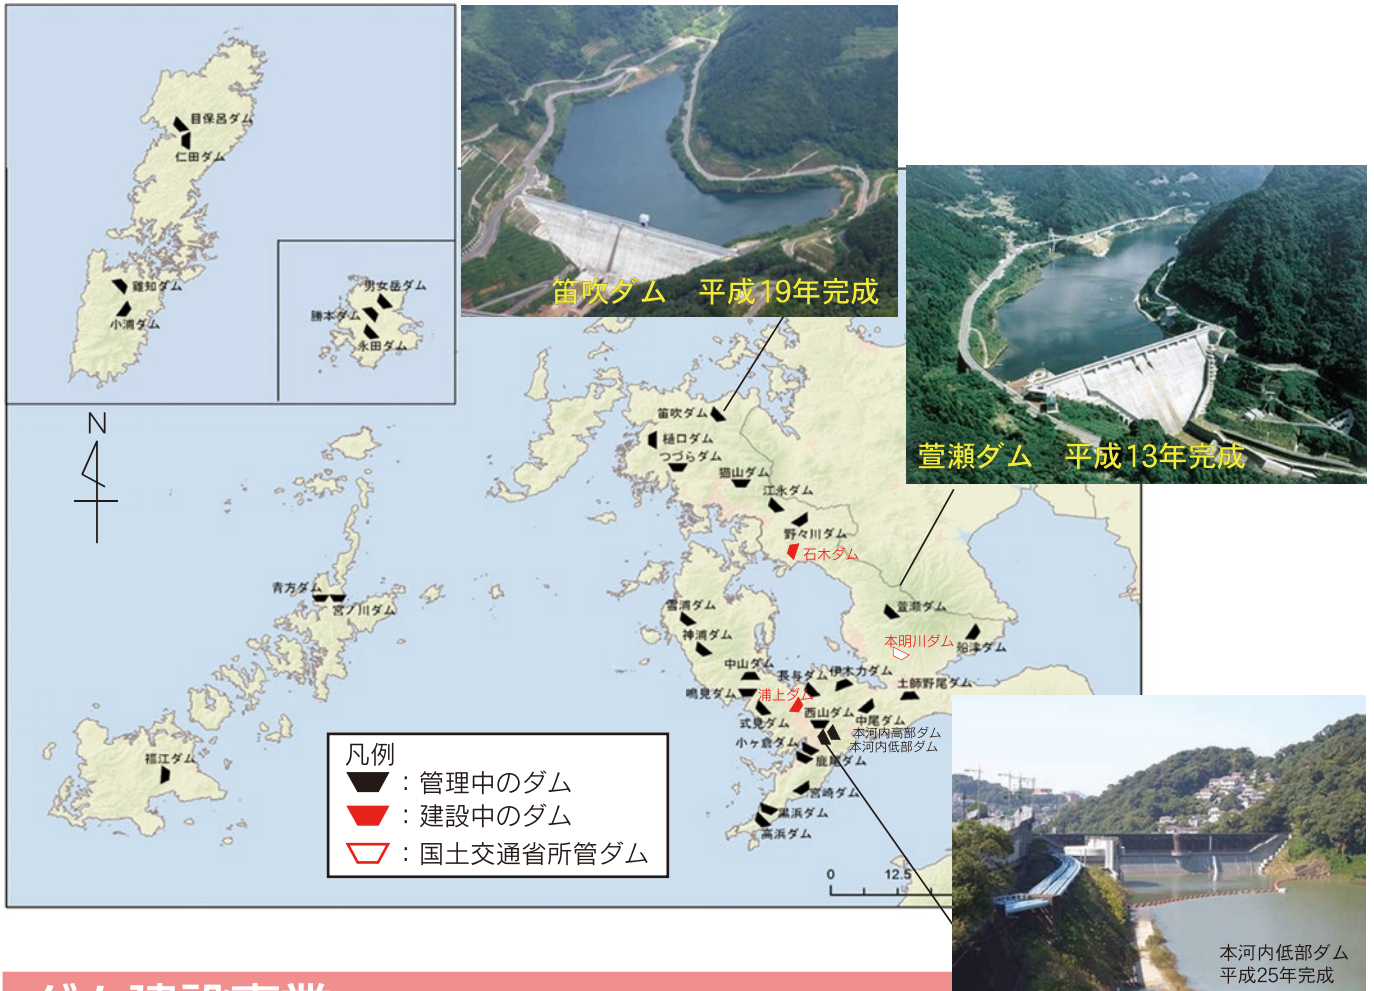 目保呂ダム
仁田ダム
雞知ダム
小浦ダム
男女岳ダム
勝本ダム
永田ダム
N
笛吹ダム　平成19年完成
萱瀬ダム　平成13年完成
笛吹ダム
樋口ダム
つづらダム
猫山ダム
江永ダム
野々川ダム
石木ダム
青方ダム
宮ノ川ダム
雪浦ダム
神浦ダム
萱瀬ダム
本明川ダム
船津ダム
中山ダム
長与ダム
伊木力ダム
土師野尾ダム
鳴見ダム
浦上ダム
式見ダム
西山ダム
中尾ダム
本河内高部ダム
本河内低部ダム
小ヶ倉ダム
鹿尾ダム
宮崎ダム
黒浜ダム
高浜ダム
福江ダム
凡例
：管理中のダム
：建設中のダム
：国土交通省所管ダム
0 12.5
本河内低部ダム
平成25年完成
ダム建設事業